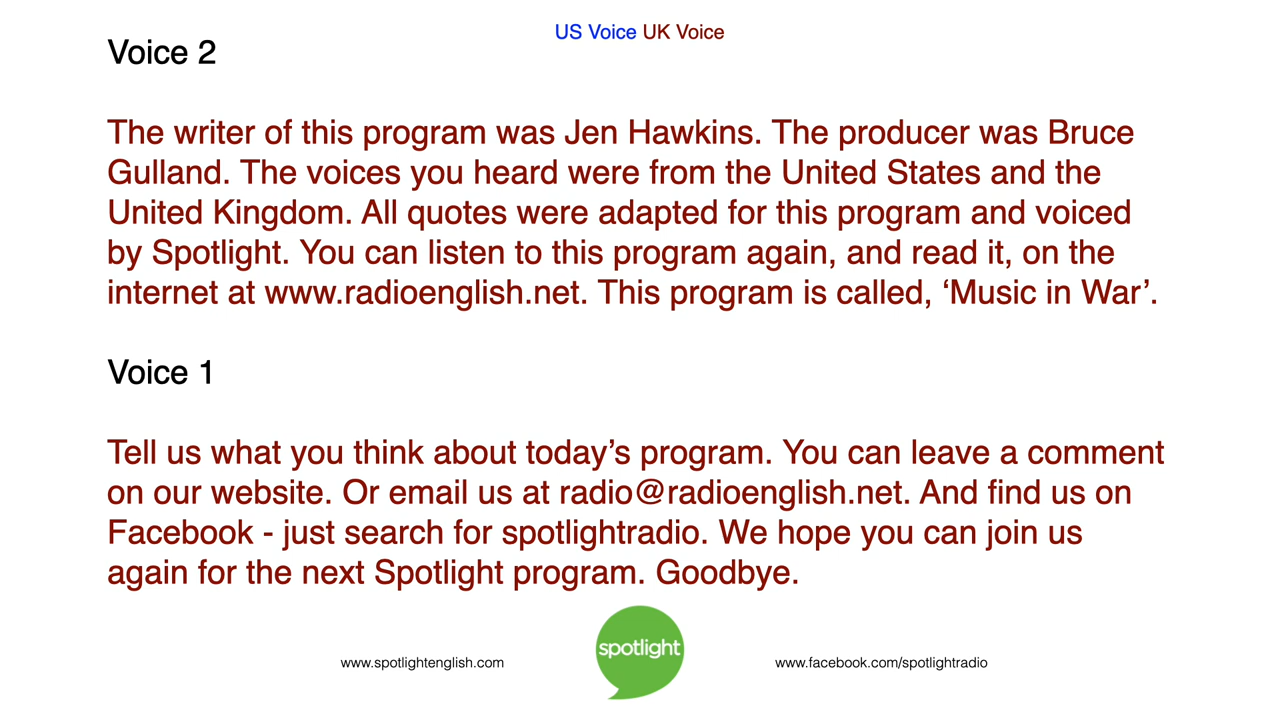 US Voice UK Voice
Voice 2
The writer of this program was Jen Hawkins. The producer was Bruce
Gulland. The voices you heard were from the United States and the
United Kingdom. All quotes were adapted for this program and voiced
by Spotlight. You can listen to this program again, and read it, on the
internet at www.radioenglish.net. This program is called, ‘Music in War’.
Voice 1
Tell us what you think about today’s program. You can leave a comment
on our website. Or email us at radio@radioenglish.net. And find us on
Facebook - just search for spotlightradio. We hope you can join us
again for the next Spotlight program. Goodbye.
www.spotlightenglish.com
spotlight
www.facebook.com/spotlightradio